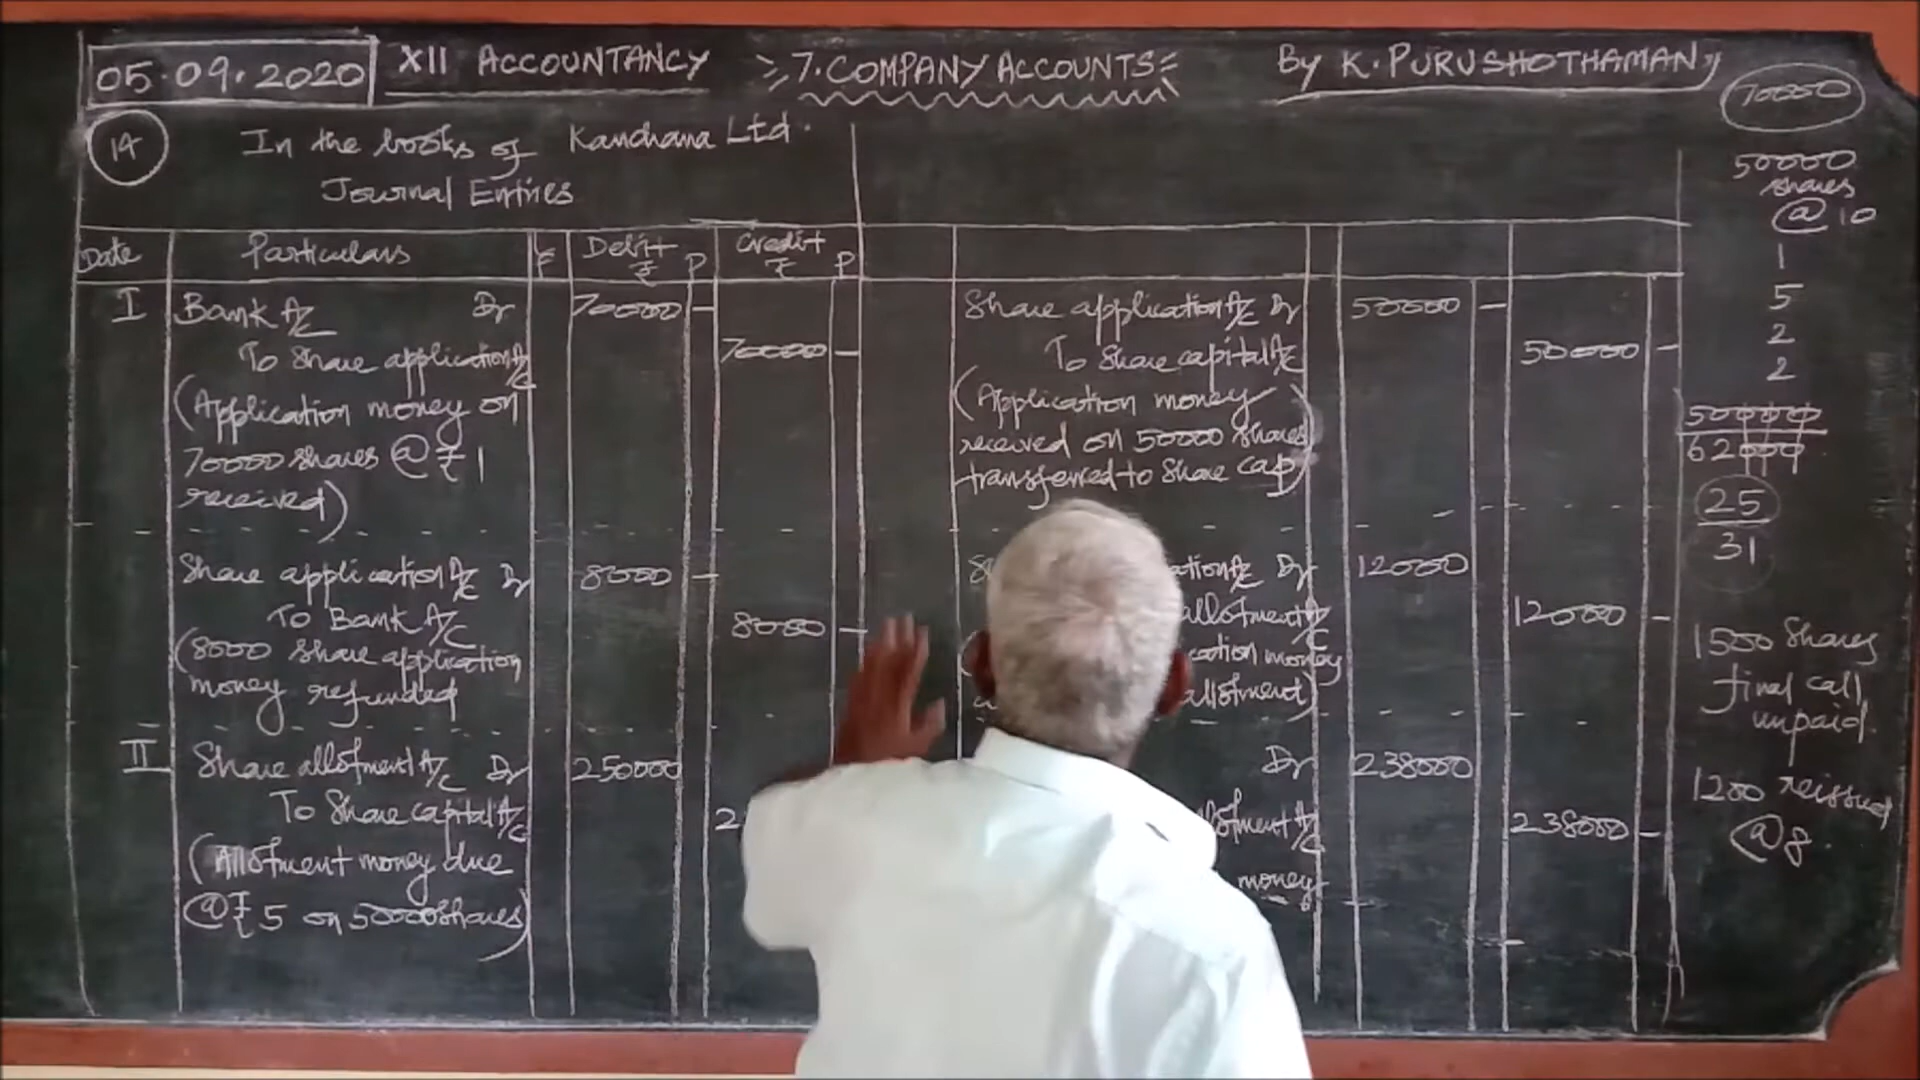 05.09.2020
XII ACCOUNTANCY
7. COMPANY ACCOUNTS
By K. PURUSHOTHAMAN
14
In the books of Kanchana Ltd.
Journal Entries
Date Particulars F Debit ₹ P Credit ₹ P
I Bank A/c Dr 70000 –
To Share application A/c 70000 –
(Application money on
70000 shares @ ₹ 1
received)
Share application A/c Dr 8000 –
To Bank A/c 8000 –
(8000 share application
money refunded
II Share allotment A/c Dr 250000
To Share capital A/c
(Allotment money due
@ ₹ 5 on 50000 shares)
Share application A/c Dr 50000 –
To Share capital A/c 50000 –
(Application money
received on 50000 shares
transferred to share cap)
Dr 12000
allotment A/c 12000 –
money
Dr 238000
238000 –
money
70000
50000
shares
@ 10
1
5
2
2
50000
62000
25
31
1500 Shares
final call
unpaid.
1200 reissued
@ 8.